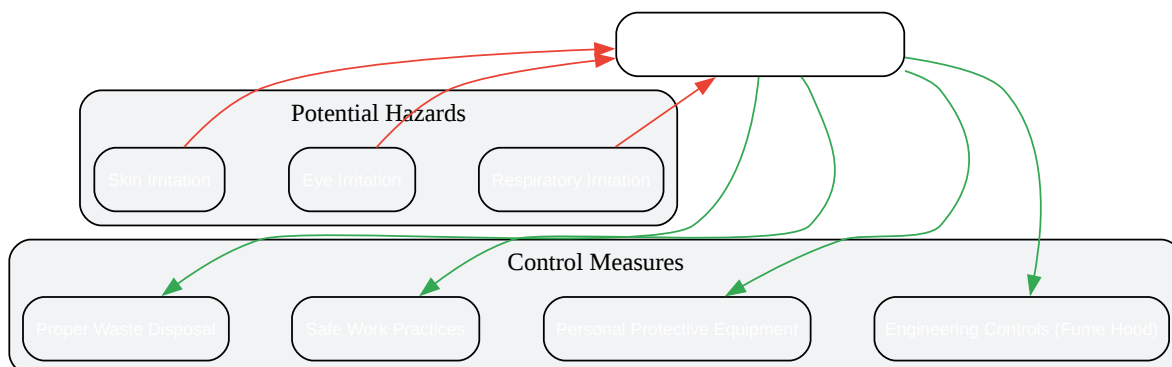 Potential Hazards
Skin Irritation
Eye Irritation
Respiratory Irritation
Control Measures
Proper Waste Disposal
Safe Work Practices
Personal Protective Equipment
Engineering Controls (Fume Hood)